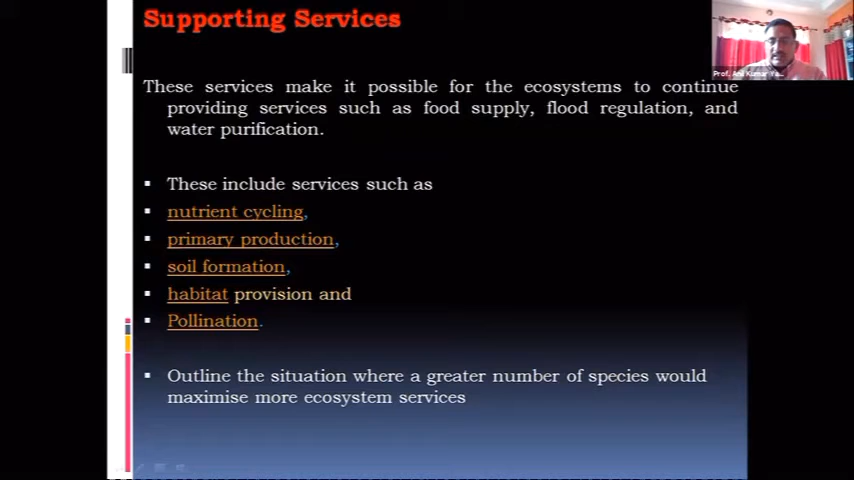 Supporting Services
Prof. Anil Kumar Ya...
These services make it possible for the ecosystems to continue
providing services such as food supply, flood regulation, and
water purification.
These include services such as
nutrient cycling,
primary production,
soil formation,
habitat provision and
Pollination.
Outline the situation where a greater number of species would
maximise more ecosystem services